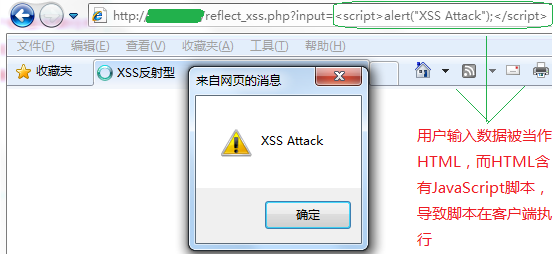 http:// /reflect_xss.php?input=<script>alert("XSS Attack");</script>
文件(F) 编辑(E) 查看(V) 收藏夹(A) 工具(T) 帮助(H)
收藏夹 XSS反射型
来自网页的消息
XSS Attack
确定
用户输入数据被当作
HTML，而HTML含
有JavaScript脚本，
导致脚本在客户端执
行